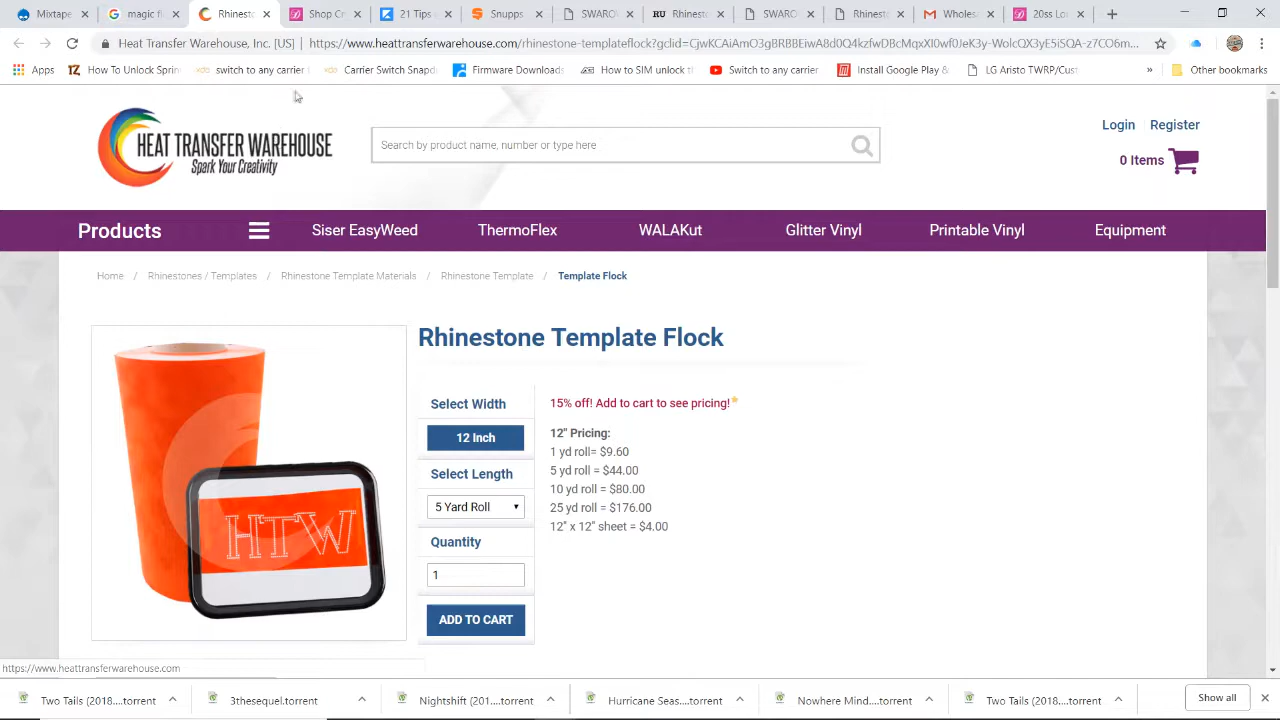 Mixtape
magic fl
Rhinest
Shop Cr
21 Tips
Snupps
SWARO
Rhinest
SWARC
Rhinest
Wholes
20ss Lo
Heat Transfer Warehouse, Inc. [US] | https://www.heattransferwarehouse.com/rhinestone-templateflock?gclid=CjwKCAiAmO3gBRBBEiwA8d0Q4kzfwDBcMqxXl0wf0JeK3y-WolcQX3yE5iSQA-z7CO6m...
Apps
How To Unlock Sprin
switch to any carrier
Carrier Switch Snapd
Firmware Downloads
How to SIM unlock ti
Switch to any carrier
Install Google Play &
LG Aristo TWRP/Cust
»
Other bookmarks
HEAT TRANSFER WAREHOUSE
Spark Your Creativity
Search by product name, number or type here
Login Register
0 Items
Products
Siser EasyWeed
ThermoFlex
WALAKut
Glitter Vinyl
Printable Vinyl
Equipment
Home / Rhinestones / Templates / Rhinestone Template Materials / Rhinestone Template / Template Flock
Rhinestone Template Flock
HTW
Select Width
12 Inch
Select Length
5 Yard Roll
Quantity
1
ADD TO CART
15% off! Add to cart to see pricing!
12" Pricing:
1 yd roll= $9.60
5 yd roll = $44.00
10 yd roll = $80.00
25 yd roll = $176.00
12" x 12" sheet = $4.00
https://www.heattransferwarehouse.com
Two Tails (2018....torrent
3thesequel.torrent
Nightshift (201....torrent
Hurricane Seas....torrent
Nowhere Mind....torrent
Two Tails (2018....torrent
Show all